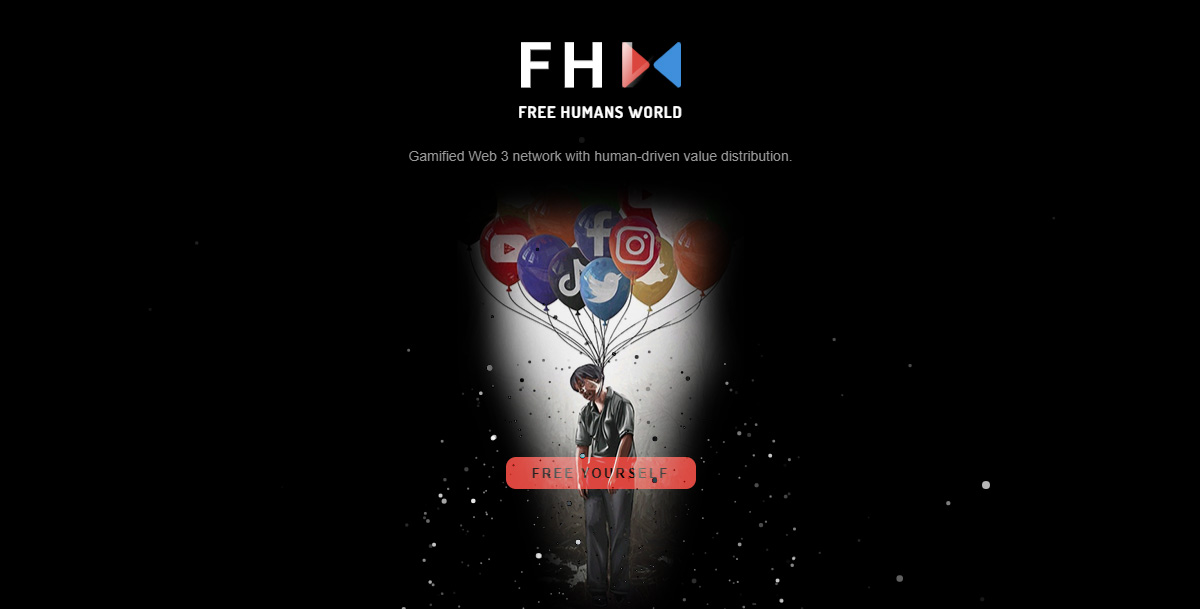 FH
FREE HUMANS WORLD
Gamified Web 3 network with human-driven value distribution.
FREE YOURSELF